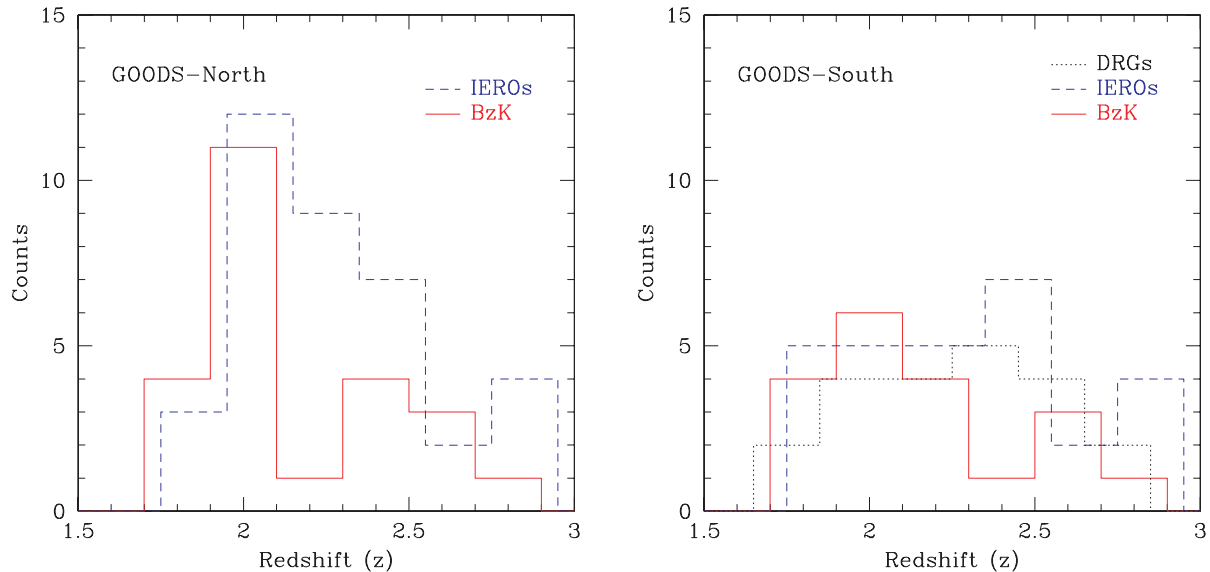 15
10
5
0
Counts
GOODS-North
IEROs
BzK
1.5
2
2.5
3
Redshift (z)
15
10
5
0
Counts
GOODS-South
DRGs
IEROs
BzK
1.5
2
2.5
3
Redshift (z)